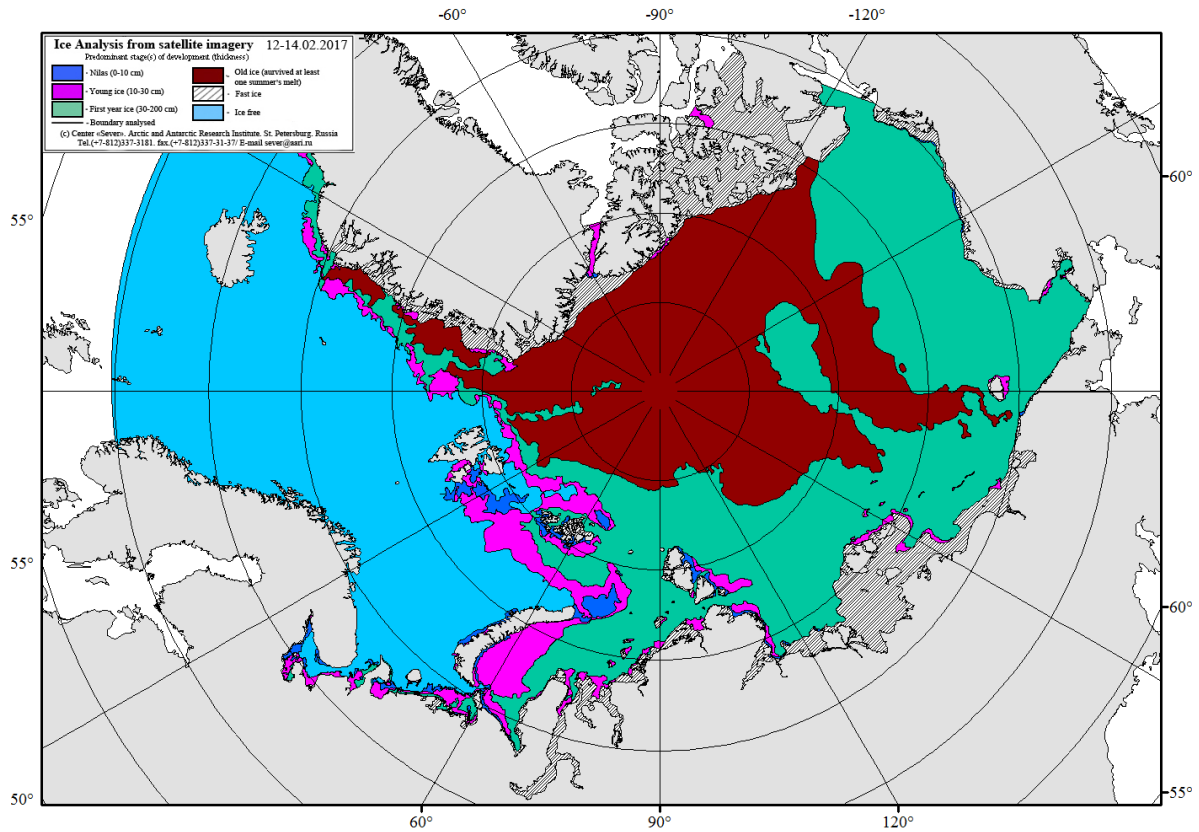 -60° -90° -120°
Ice Analysis from satellite imagery 12-14.02.2017
Predominant stage(s) of development (thickness)
- Nilas (0-10 cm)
- Young ice (10-30 cm)
- First year ice (30-200 cm)
- Boundary analysed
- Old ice (survived at least
one summer's melt)
- Fast ice
- Ice free
(c) Center «Sever». Arctic and Antarctic Research Institute. St. Petersburg. Russia
Tel.(+7-812)337-3181. fax.(+7-812)337-31-37/ E-mail sever@aari.ru
60°
55°
55°
60°
50°
55°
60° 90° 120°